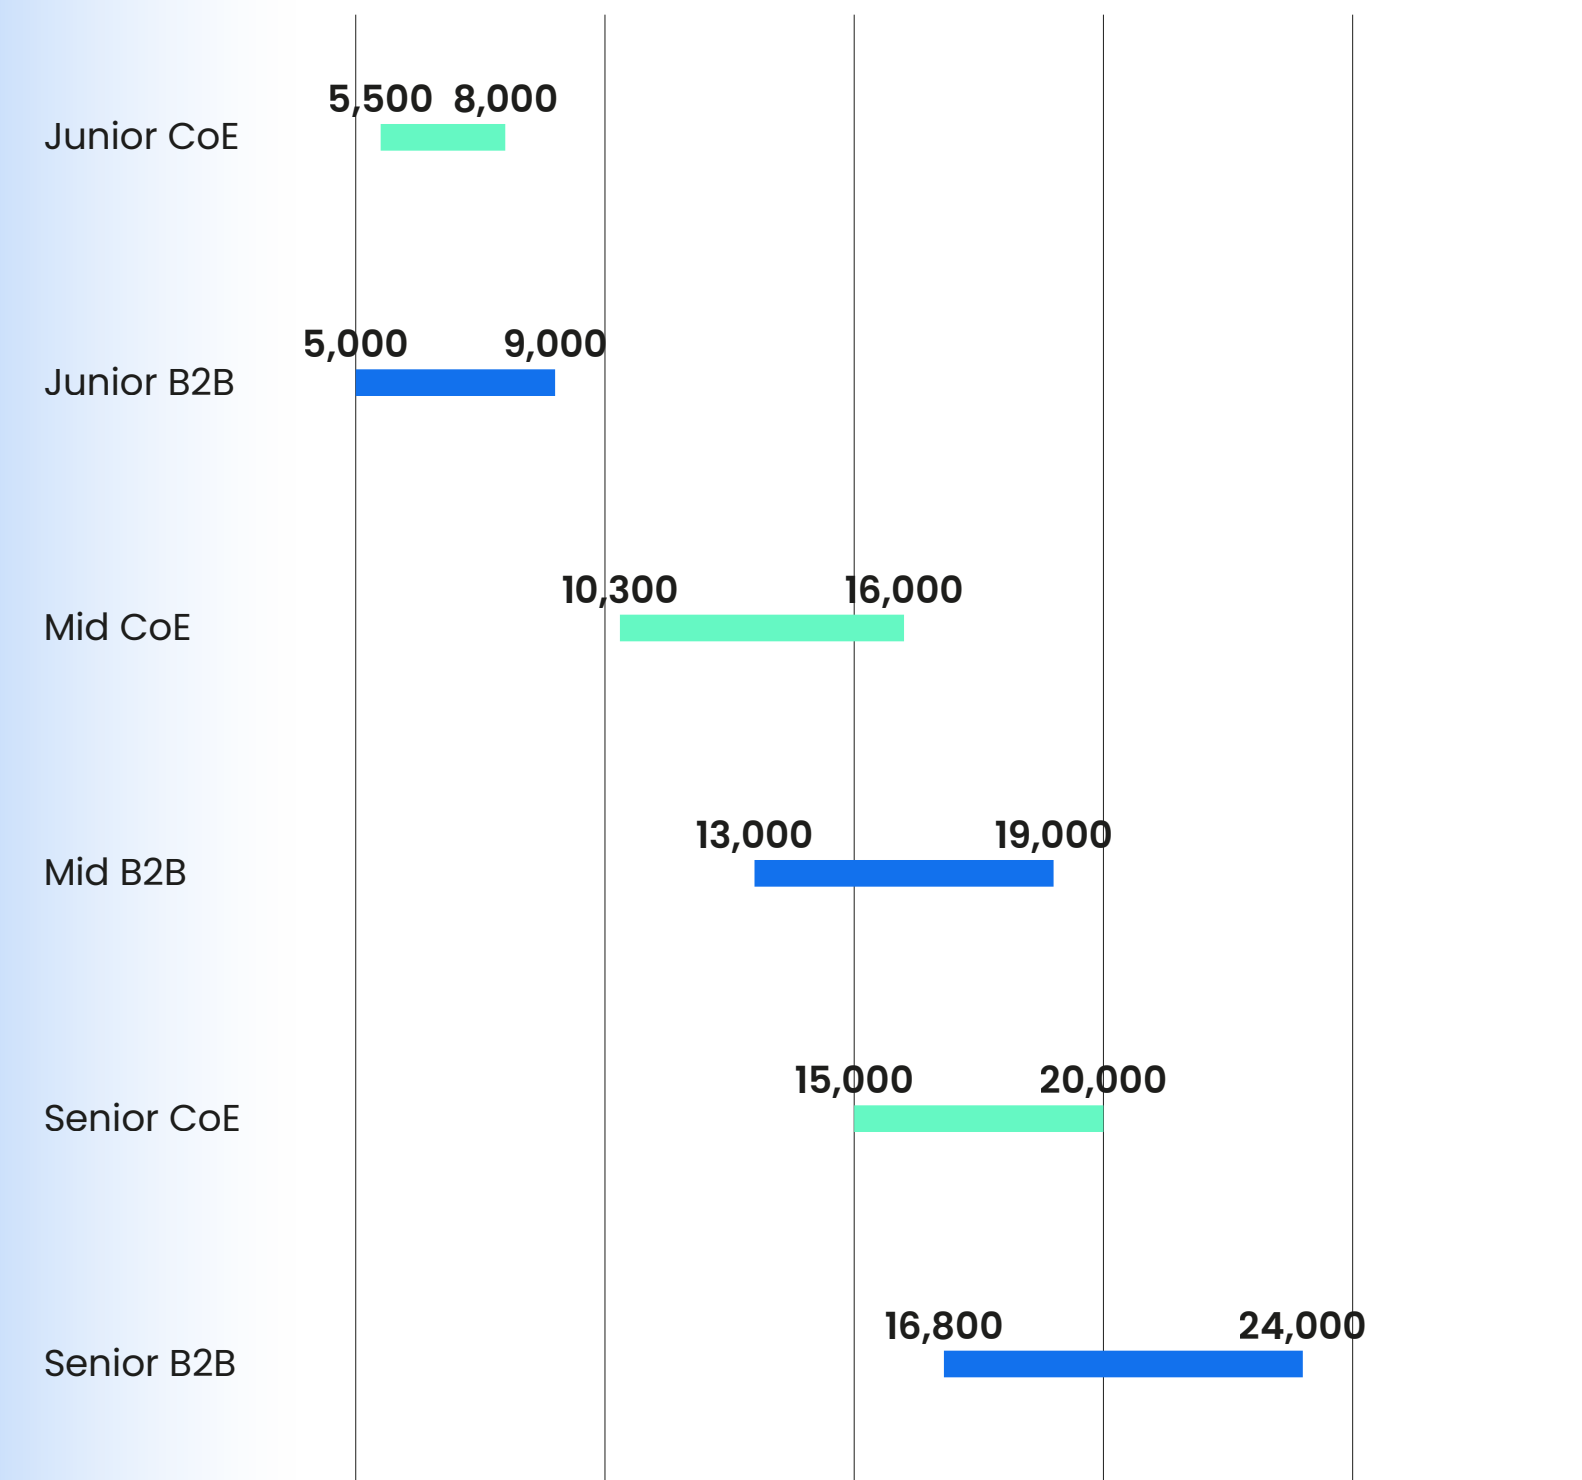 5,500 8,000
Junior CoE
5,000 9,000
Junior B2B
10,300 16,000
Mid CoE
13,000 19,000
Mid B2B
15,000 20,000
Senior CoE
16,800 24,000
Senior B2B